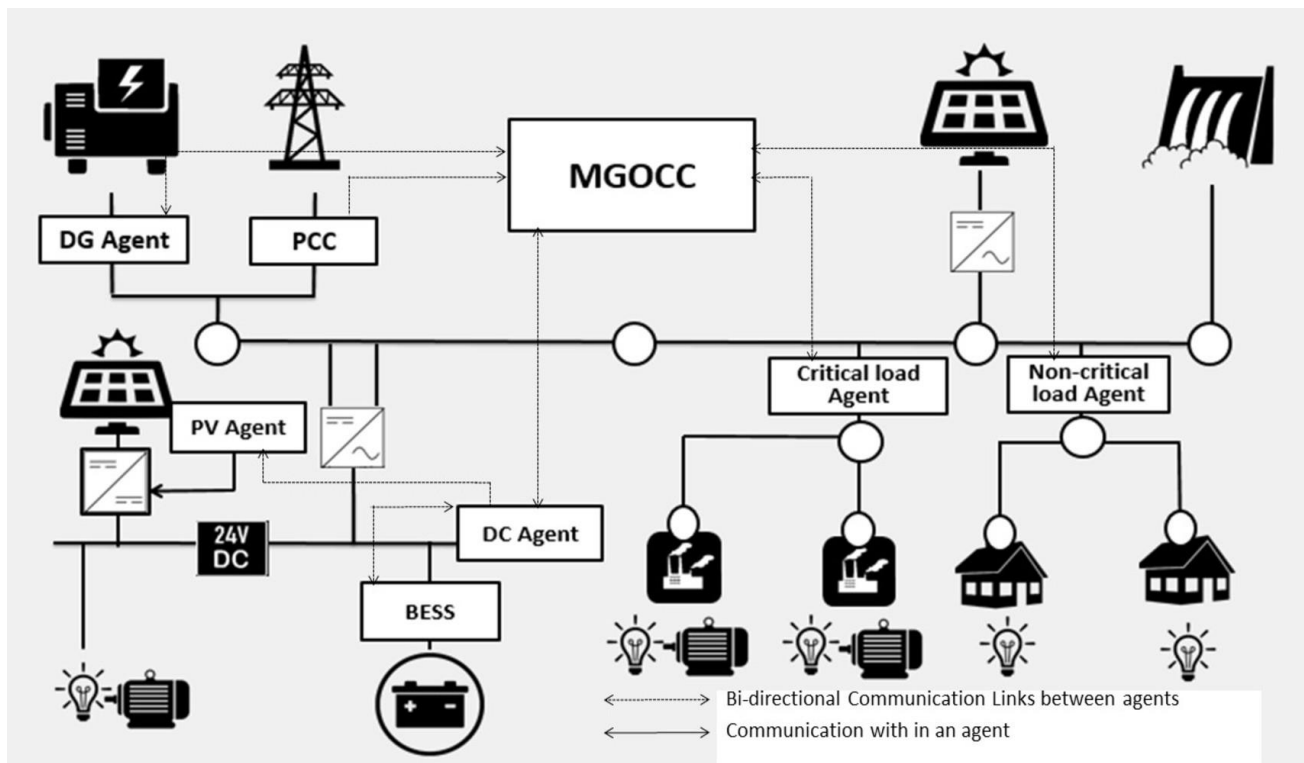 MGOCC
DG Agent
PCC
Critical load
Agent
Non-critical
load Agent
PV Agent
24V
DC
DC Agent
BESS
+ −
Bi-directional Communication Links between agents
Communication with in an agent